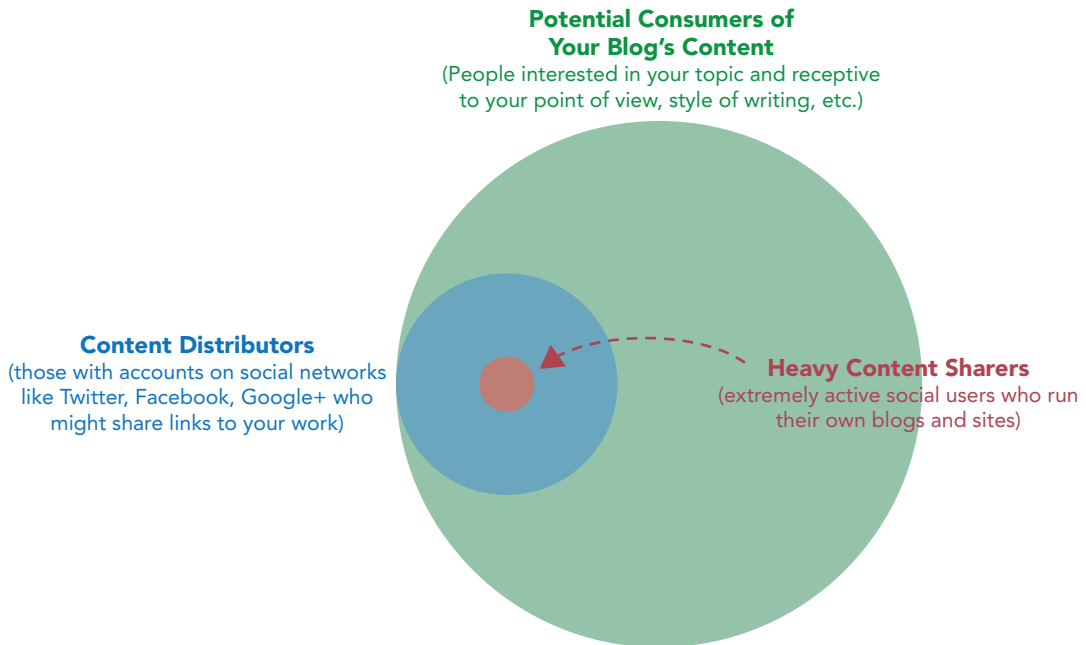 Potential Consumers of
Your Blog's Content
(People interested in your topic and receptive
to your point of view, style of writing, etc.)
Content Distributors
(those with accounts on social networks
like Twitter, Facebook, Google+ who
might share links to your work)
Heavy Content Sharers
(extremely active social users who run
their own blogs and sites)